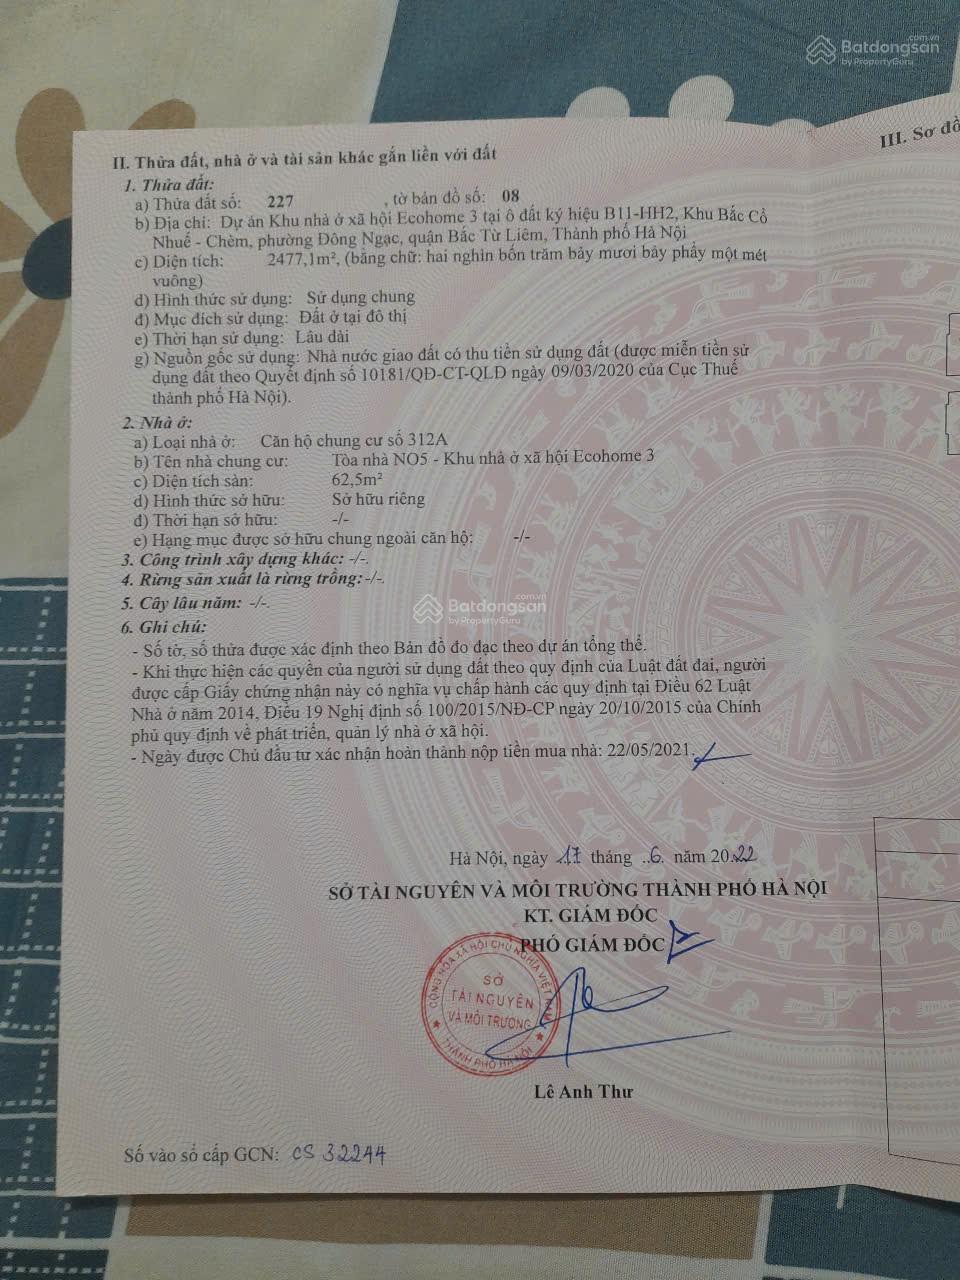 Batdongsan
.com.vn
by PropertyGuru
III. Sơ đồ
II. Thửa đất, nhà ở và tài sản khác gắn liền với đất
1. Thửa đất:
a) Thửa đất số: 227 , tờ bản đồ số: 08
b) Địa chỉ: Dự án Khu nhà ở xã hội Ecohome 3 tại ô đất ký hiệu B11-HH2, Khu Bắc Cổ
Nhuế - Chèm, phường Đông Ngạc, quận Bắc Từ Liêm, Thành phố Hà Nội
c) Diện tích: 2477,1m², (bằng chữ: hai nghìn bốn trăm bảy mươi bảy phẩy một mét
vuông)
d) Hình thức sử dụng: Sử dụng chung
đ) Mục đích sử dụng: Đất ở tại đô thị
e) Thời hạn sử dụng: Lâu dài
g) Nguồn gốc sử dụng: Nhà nước giao đất có thu tiền sử dụng đất (được miễn tiền sử
dụng đất theo Quyết định số 10181/QĐ-CT-QLĐ ngày 09/03/2020 của Cục Thuế
thành phố Hà Nội).
2. Nhà ở:
a) Loại nhà ở: Căn hộ chung cư số 312A
b) Tên nhà chung cư: Tòa nhà NO5 - Khu nhà ở xã hội Ecohome 3
c) Diện tích sàn: 62,5m²
d) Hình thức sở hữu: Sở hữu riêng
đ) Thời hạn sở hữu: -/-
e) Hạng mục được sở hữu chung ngoài căn hộ: -/-
3. Công trình xây dựng khác: -/-.
4. Rừng sản xuất là rừng trồng: -/-.
5. Cây lâu năm: -/-.
Batdongsan
.com.vn
by PropertyGuru
6. Ghi chú:
- Số tờ, số thửa được xác định theo Bản đồ đo đạc theo dự án tổng thể.
- Khi thực hiện các quyền của người sử dụng đất theo quy định của Luật đất đai, người
được cấp Giấy chứng nhận này có nghĩa vụ chấp hành các quy định tại Điều 62 Luật
Nhà ở năm 2014, Điều 19 Nghị định số 100/2015/NĐ-CP ngày 20/10/2015 của Chính
phủ quy định về phát triển, quản lý nhà ở xã hội.
- Ngày được Chủ đầu tư xác nhận hoàn thành nộp tiền mua nhà: 22/05/2021.
Hà Nội, ngày 17 tháng ..6. năm 2022
SỞ TÀI NGUYÊN VÀ MÔI TRƯỜNG THÀNH PHỐ HÀ NỘI
KT. GIÁM ĐỐC
PHÓ GIÁM ĐỐC
CỘNG HÒA XÃ HỘI CHỦ NGHĨA VIỆT NAM
SỞ
TÀI NGUYÊN
VÀ MÔI TRƯỜNG
THÀNH PHỐ HÀ NỘI
Lê Anh Thư
Số vào sổ cấp GCN: CS 32244